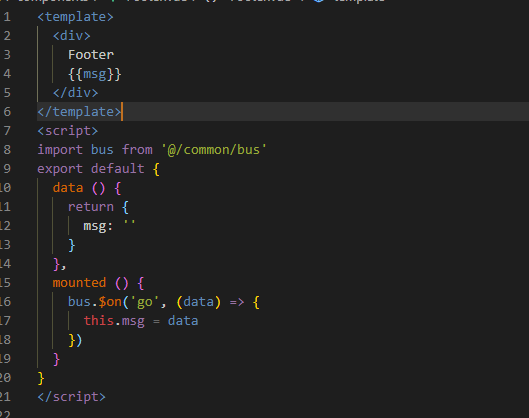 1 <template>
2 <div>
3 Footer
4 {{msg}}
5 </div>
6 </template>
7 <script>
8 import bus from '@/common/bus'
9 export default {
10 data () {
11 return {
12 msg: ''
13 }
14 },
15 mounted () {
16 bus.$on('go', (data) => {
17 this.msg = data
18 })
19 }
20 }
21 </script>
22